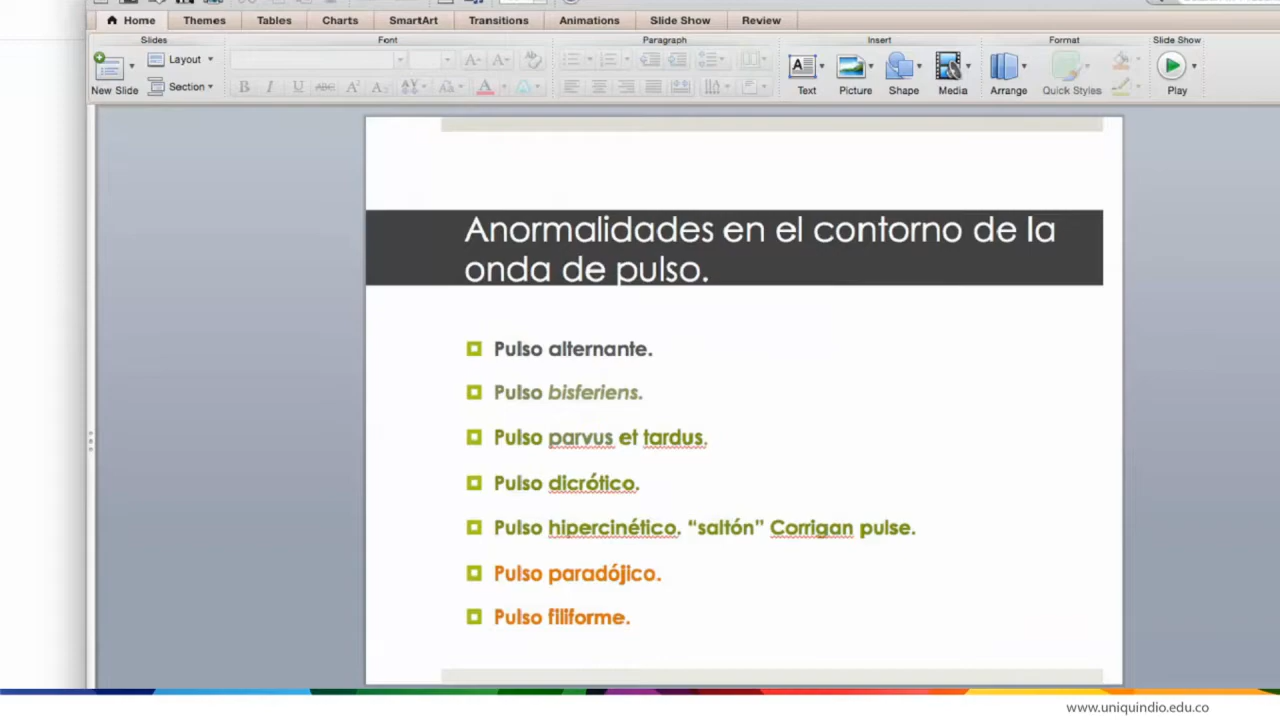 Home Themes Tables Charts SmartArt Transitions Animations Slide Show Review
Slides Font Paragraph Insert Format Slide Show
New Slide Layout Section Text Picture Shape Media Arrange Quick Styles Play
Anormalidades en el contorno de la
onda de pulso.
Pulso alternante.
Pulso bisferiens.
Pulso parvus et tardus.
Pulso dicrótico.
Pulso hipercinético. “saltón” Corrigan pulse.
Pulso paradójico.
Pulso filiforme.
www.uniquindio.edu.co